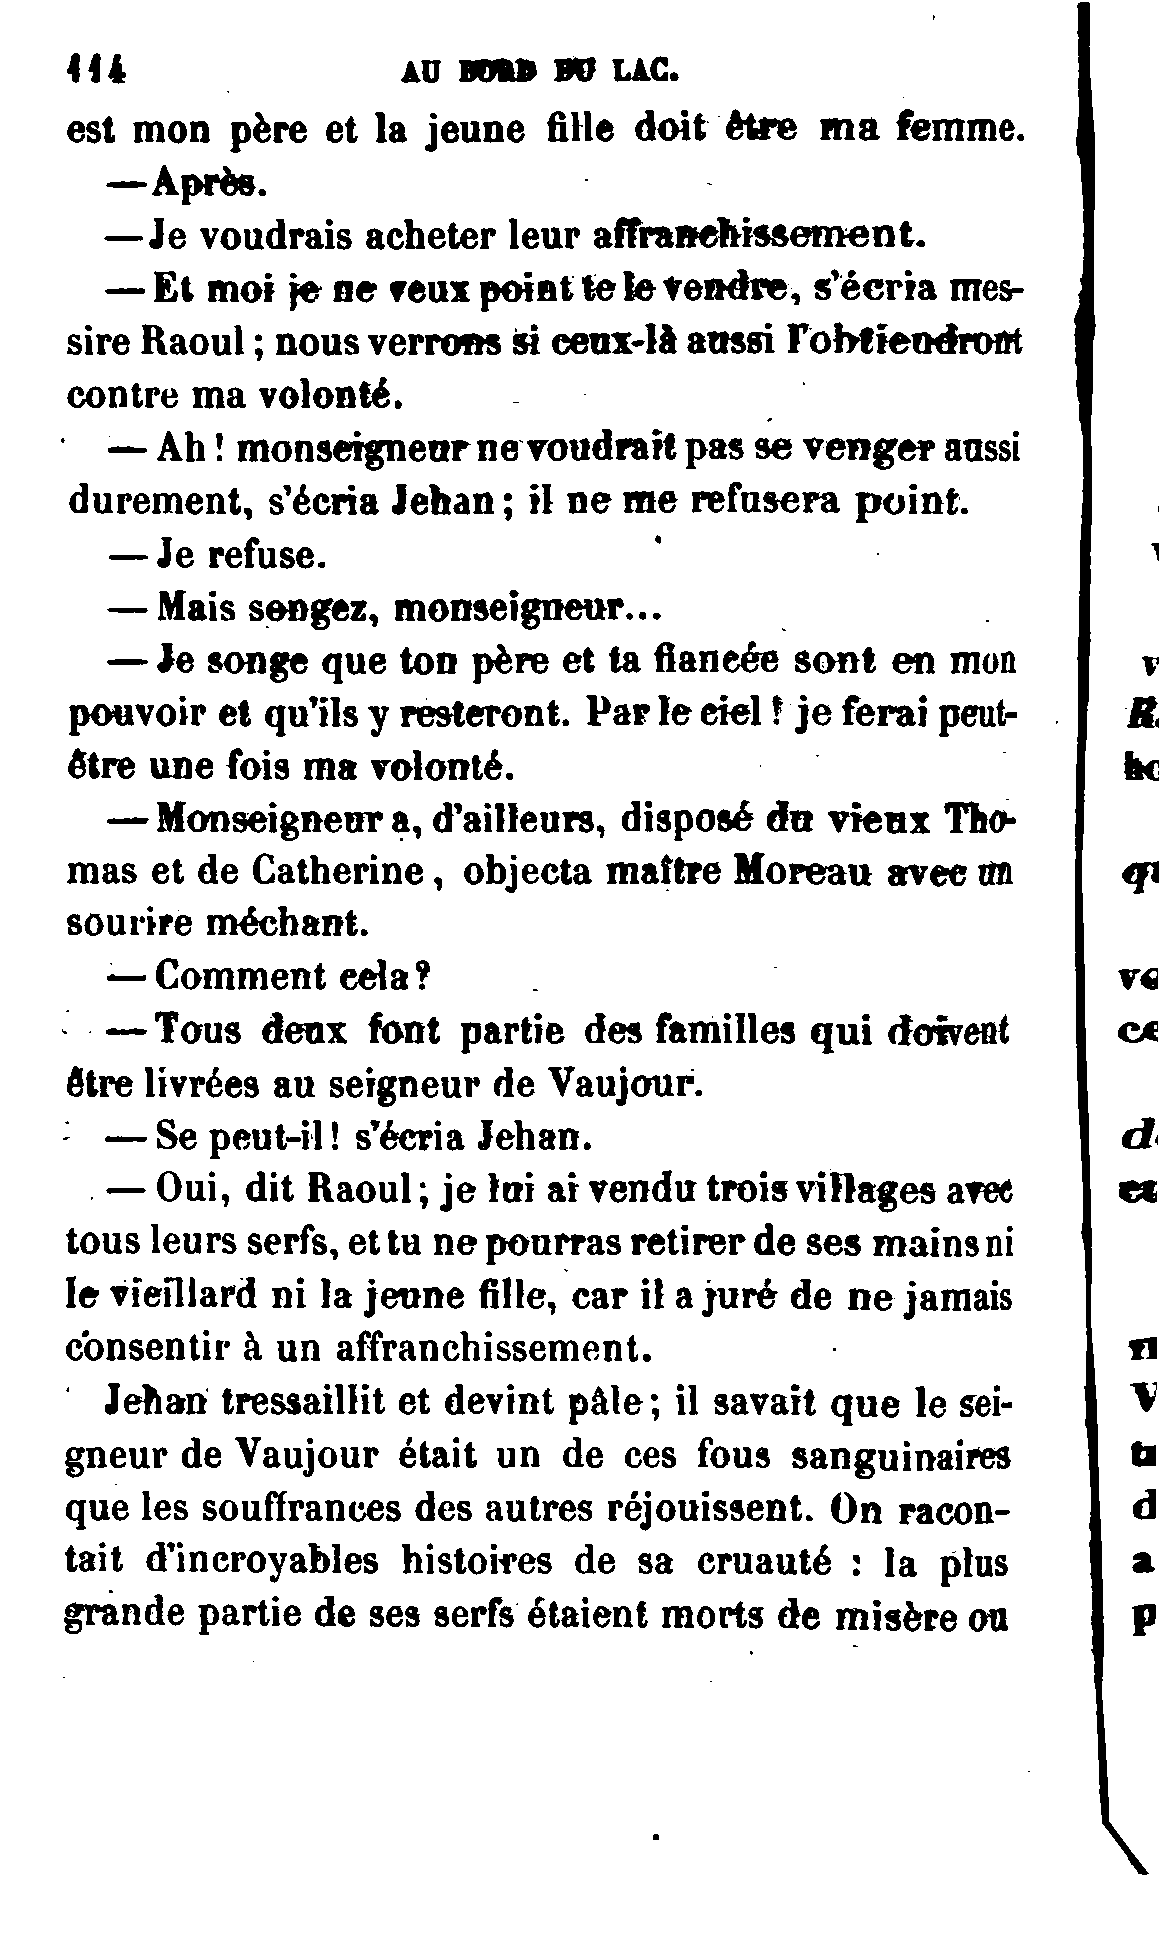 114 AU BORD DU LAC.
est mon père et la jeune fille doit être ma femme.
— Après.
— Je voudrais acheter leur affranchissement.
— Et moi je ne veux point te le vendre, s'écria mes-
sire Raoul ; nous verrons si ceux-là aussi l'obtiendront
contre ma volonté.
— Ah ! monseigneur ne voudrait pas se venger aussi
durement, s'écria Jehan ; il ne me refusera point.
— Je refuse.
— Mais songez, monseigneur...
— Je songe que ton père et ta fiancée sont en mon
pouvoir et qu'ils y resteront. Par le ciel ! je ferai peut-
être une fois ma volonté.
— Monseigneur a, d'ailleurs, disposé du vieux Tho-
mas et de Catherine, objecta maître Moreau avec un
sourire méchant.
— Comment cela ?
— Tous deux font partie des familles qui doivent
être livrées au seigneur de Vaujour.
— Se peut-il ! s'écria Jehan.
— Oui, dit Raoul ; je lui ai vendu trois villages avec
tous leurs serfs, et tu ne pourras retirer de ses mains ni
le vieillard ni la jeune fille, car il a juré de ne jamais
consentir à un affranchissement.
Jehan tressaillit et devint pâle ; il savait que le sei-
gneur de Vaujour était un de ces fous sanguinaires
que les souffrances des autres réjouissent. On racon-
tait d'incroyables histoires de sa cruauté : la plus
grande partie de ses serfs étaient morts de misère ou